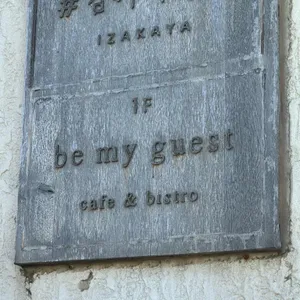 IZAKAYA
1F
be my guest
cafe & bistro